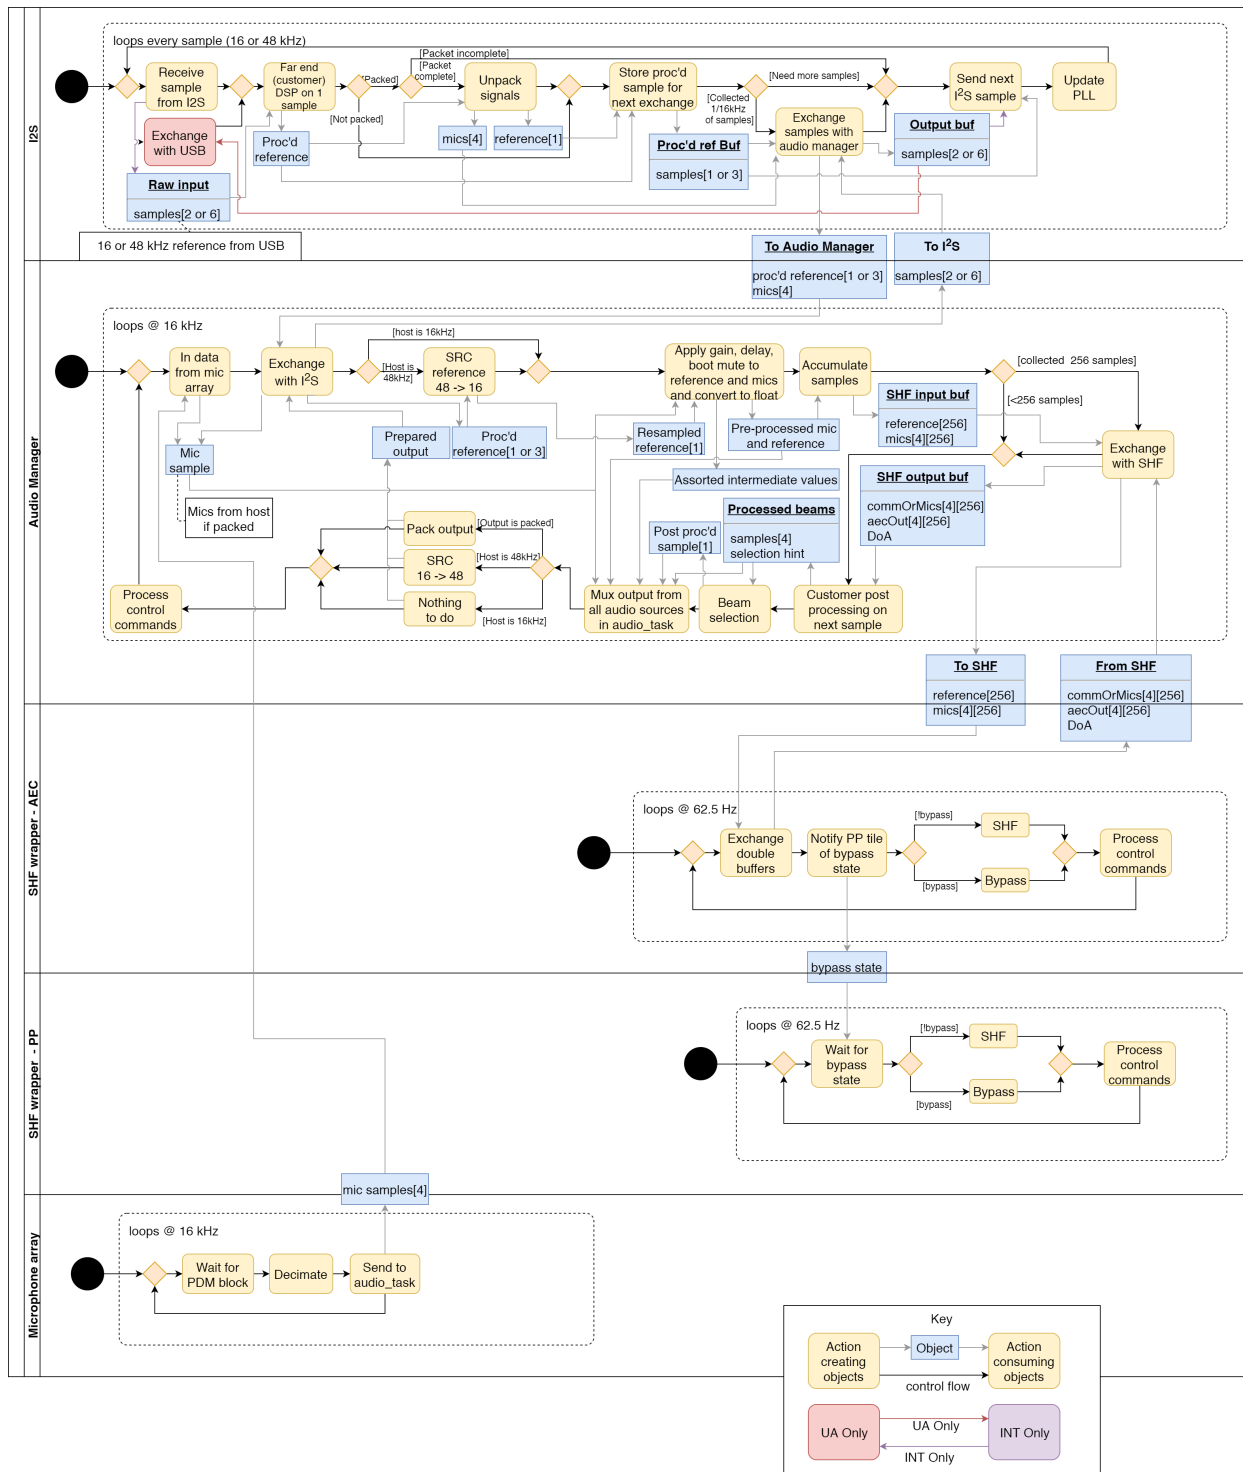 I2S
loops every sample (16 or 48 kHz)
Receive
sample
from I2S
Far end
(customer)
DSP on 1
sample
[Packed]
[Not packed]
[Packet incomplete]
[Packet
complete]
Unpack
signals
Store proc'd
sample for
next exchange
[Need more samples]
[Collected
1/16kHz
of samples]
Exchange
samples with
audio manager
Send next
I²S sample
Update
PLL
Exchange
with USB
Proc'd
reference
mics[4]
reference[1]
Proc'd ref Buf
samples[1 or 3]
Output buf
samples[2 or 6]
Raw input
samples[2 or 6]
16 or 48 kHz reference from USB
To Audio Manager
proc'd reference[1 or 3]
mics[4]
To I²S
samples[2 or 6]
Audio Manager
loops @ 16 kHz
In data
from mic
array
Exchange
with I²S
[host is 16kHz]
[Host is
48kHz]
SRC
reference
48 -> 16
Apply gain, delay,
boot mute to
reference and mics
and convert to float
Accumulate
samples
[collected 256 samples]
[<256 samples]
SHF input buf
reference[256]
mics[4][256]
Exchange
with SHF
Mic
sample
Mics from host
if packed
Prepared
output
Proc'd
reference[1 or 3]
Resampled
reference[1]
Pre-processed mic
and reference
Assorted intermediate values
SHF output buf
commOrMics[4][256]
aecOut[4][256]
DoA
Processed beams
samples[4]
selection hint
Post proc'd
sample[1]
Pack output
[Output is packed]
SRC
16 -> 48
[Host is 48kHz]
Nothing
to do
[Host is 16kHz]
Process
control
commands
Mux output from
all audio sources
in audio_task
Beam
selection
Customer post
processing on
next sample
To SHF
reference[256]
mics[4][256]
From SHF
commOrMics[4][256]
aecOut[4][256]
DoA
SHF wrapper - AEC
loops @ 62.5 Hz
Exchange
double
buffers
Notify PP tile
of bypass
state
[!bypass]
SHF
[bypass]
Bypass
Process
control
commands
bypass state
SHF wrapper - PP
loops @ 62.5 Hz
Wait for
bypass
state
[!bypass]
SHF
[bypass]
Bypass
Process
control
commands
mic samples[4]
Microphone array
loops @ 16 kHz
Wait for
PDM block
Decimate
Send to
audio_task
Key
Action
creating
objects
Object
Action
consuming
objects
control flow
UA Only
UA Only
INT Only
INT Only